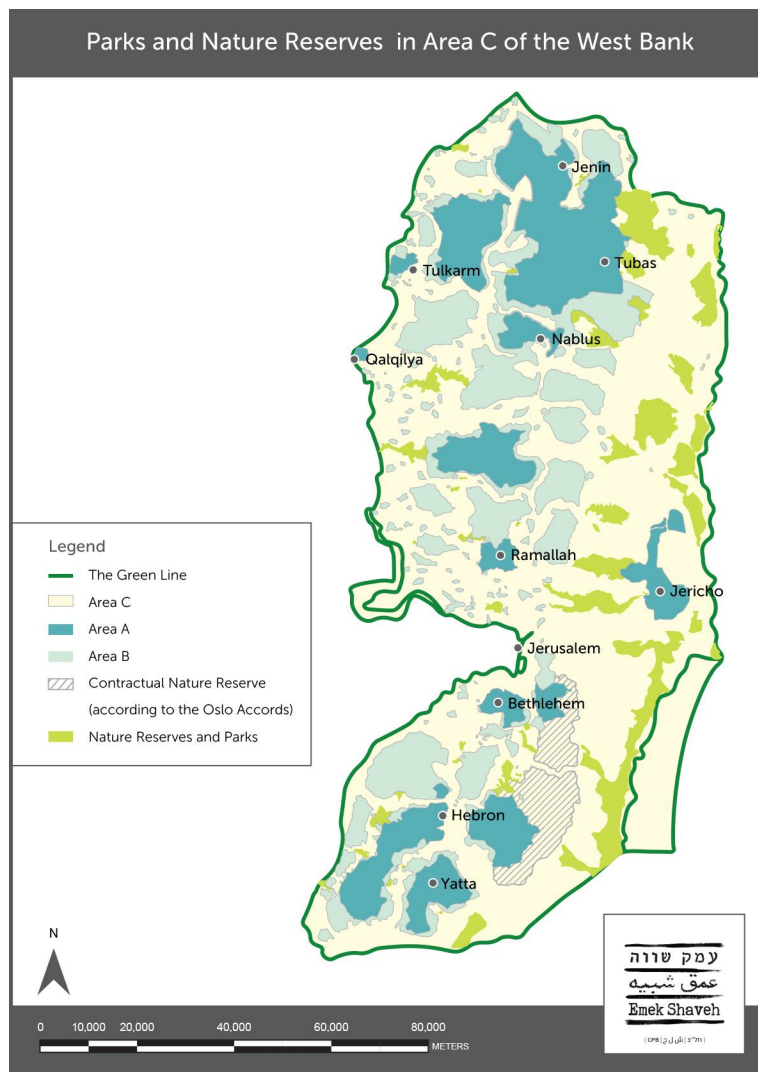 Parks and Nature Reserves in Area C of the West Bank
Jenin
Tubas
Tulkarm
Nablus
Qalqilya
Ramallah
Jericho
Jerusalem
Bethlehem
Hebron
Yatta
Legend
The Green Line
Area C
Area A
Area B
Contractual Nature Reserve
(according to the Oslo Accords)
Nature Reserves and Parks
N
0 10,000 20,000 40,000 60,000 80,000
METERS
עמק שווה
عمق شبيه
Emek Shaveh